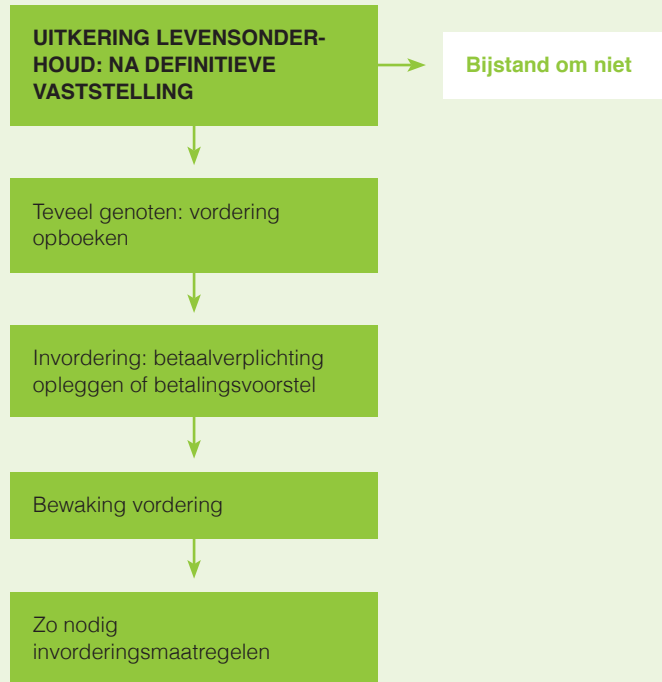 UITKERING LEVENSONDER-
HOUD: NA DEFINITIEVE
VASTSTELLING
Bijstand om niet
Teveel genoten: vordering
opboeken
Invordering: betaalverplichting
opleggen of betalingsvoorstel
Bewaking vordering
Zo nodig
invorderingsmaatregelen